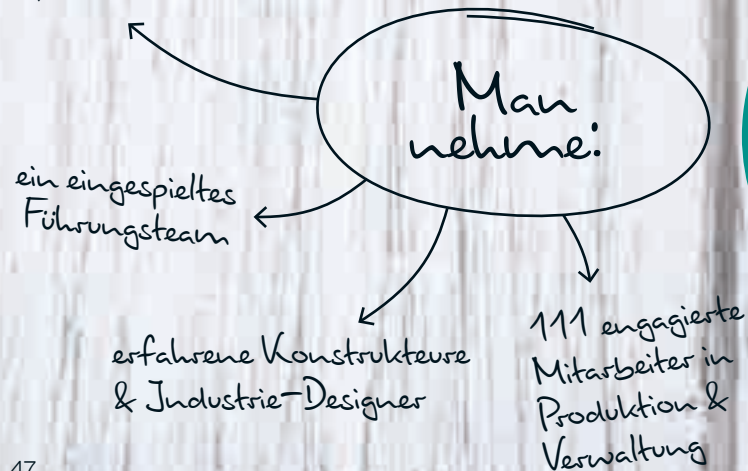 Man
nehme:
ein eingespieltes
Führungsteam
erfahrene Konstrukteure
& Industrie-Designer
111 engagierte
Mitarbeiter in
Produktion &
Verwaltung
47